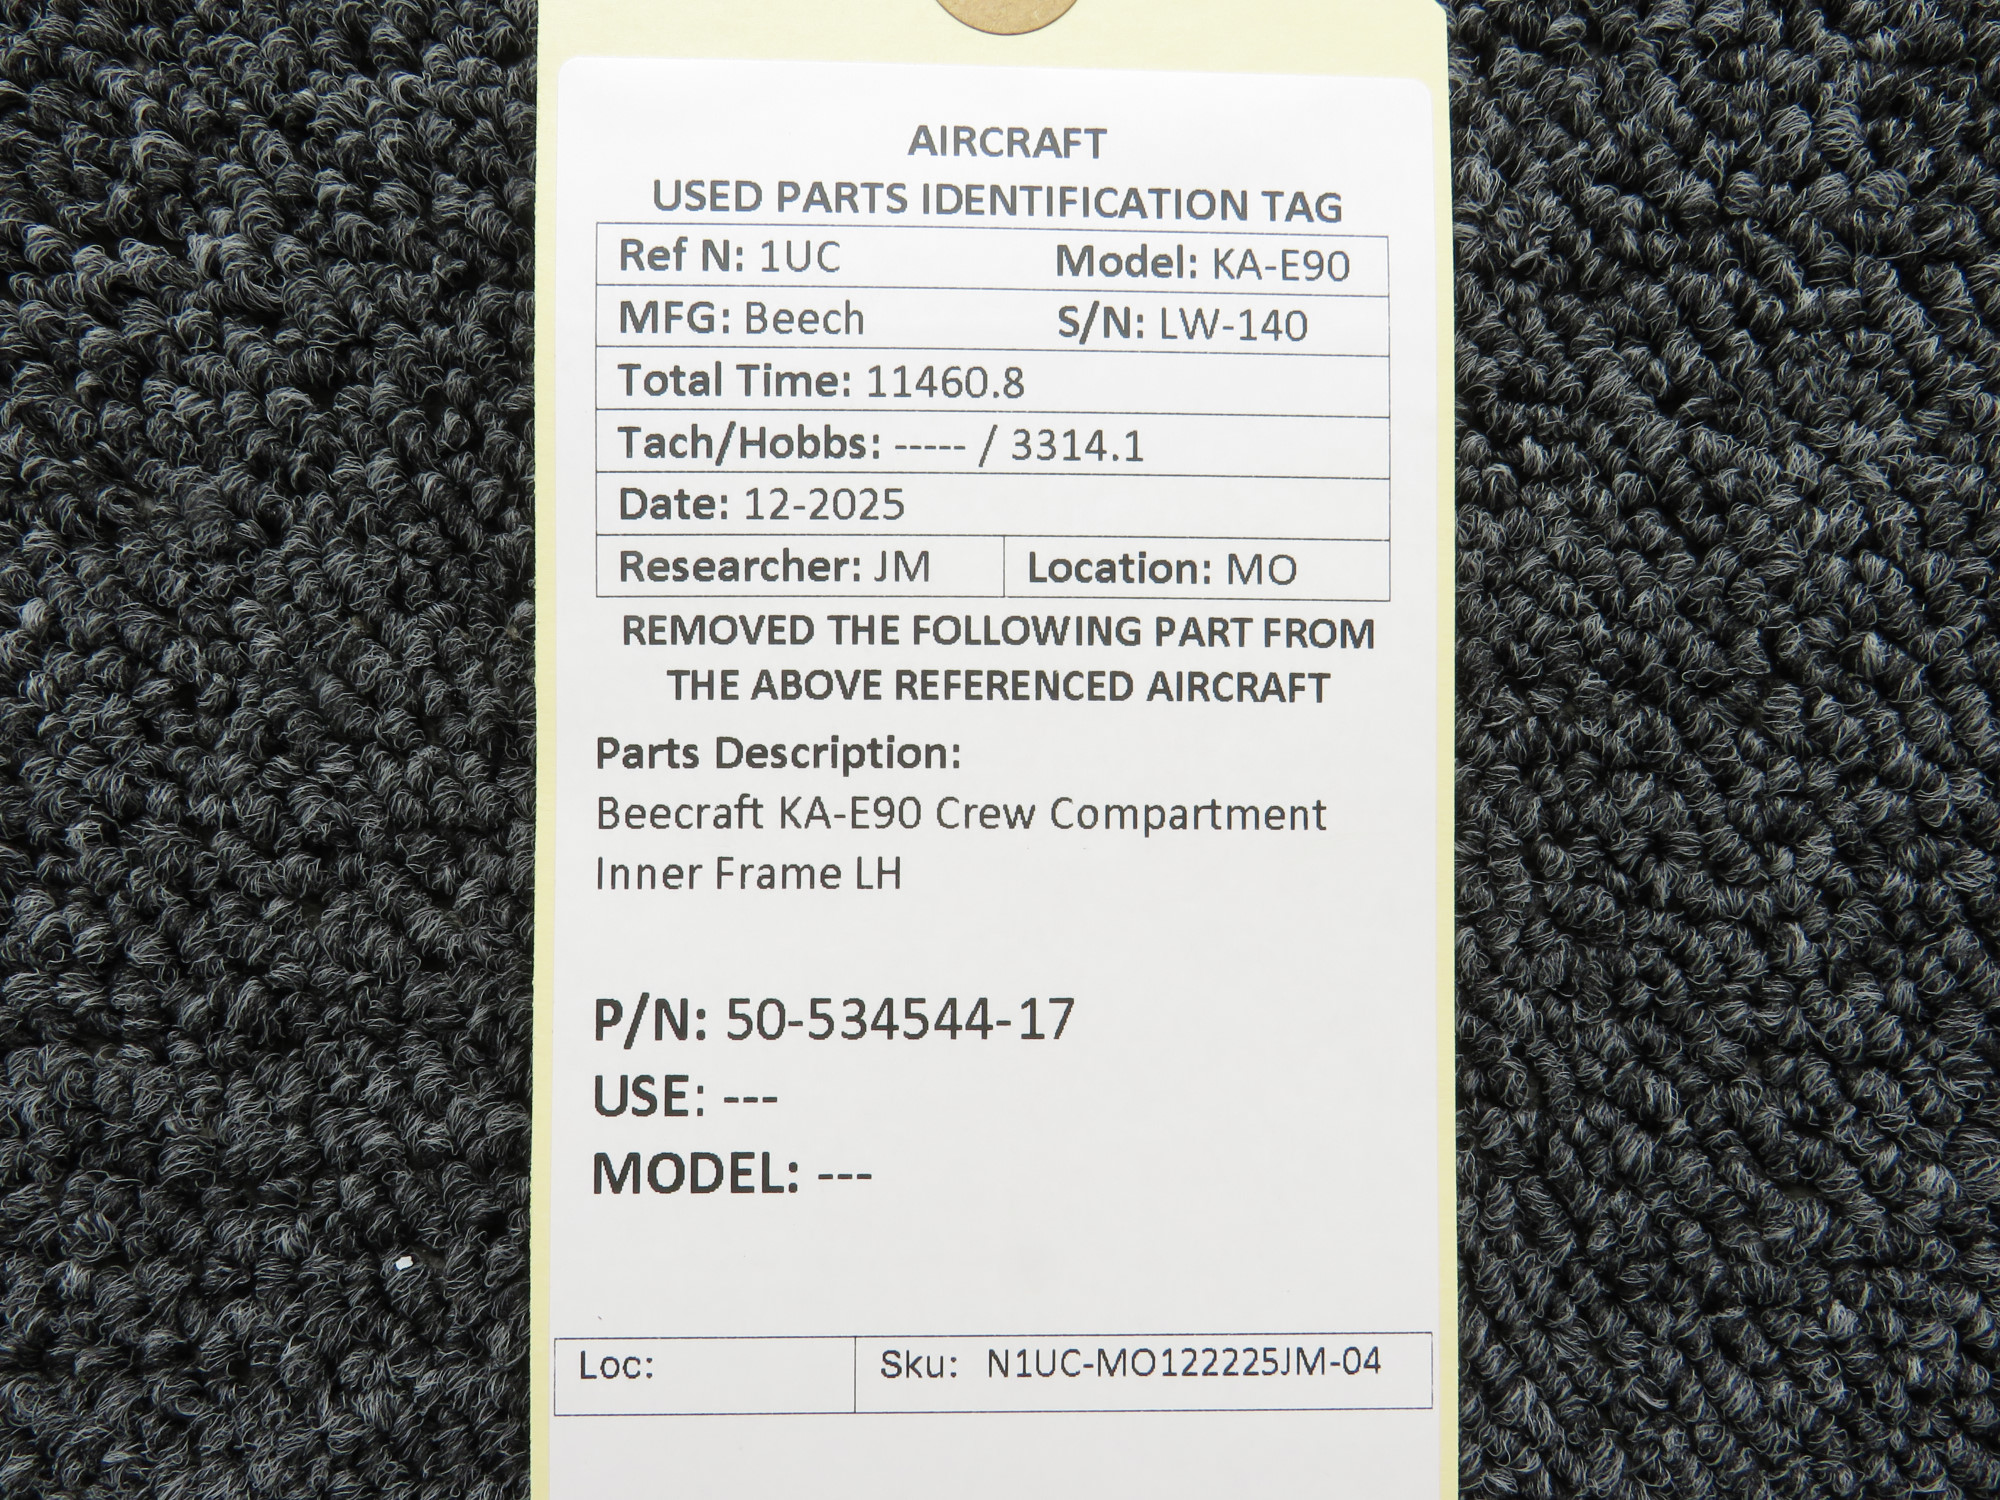 AIRCRAFT
USED PARTS IDENTIFICATION TAG
Ref N: 1UC Model: KA-E90
MFG: Beech S/N: LW-140
Total Time: 11460.8
Tach/Hobbs: ----- / 3314.1
Date: 12-2025
Researcher: JM Location: MO
REMOVED THE FOLLOWING PART FROM
THE ABOVE REFERENCED AIRCRAFT
Parts Description:
Beecraft KA-E90 Crew Compartment
Inner Frame LH
P/N: 50-534544-17
USE: ---
MODEL: ---
Loc: Sku: N1UC-MO122225JM-04